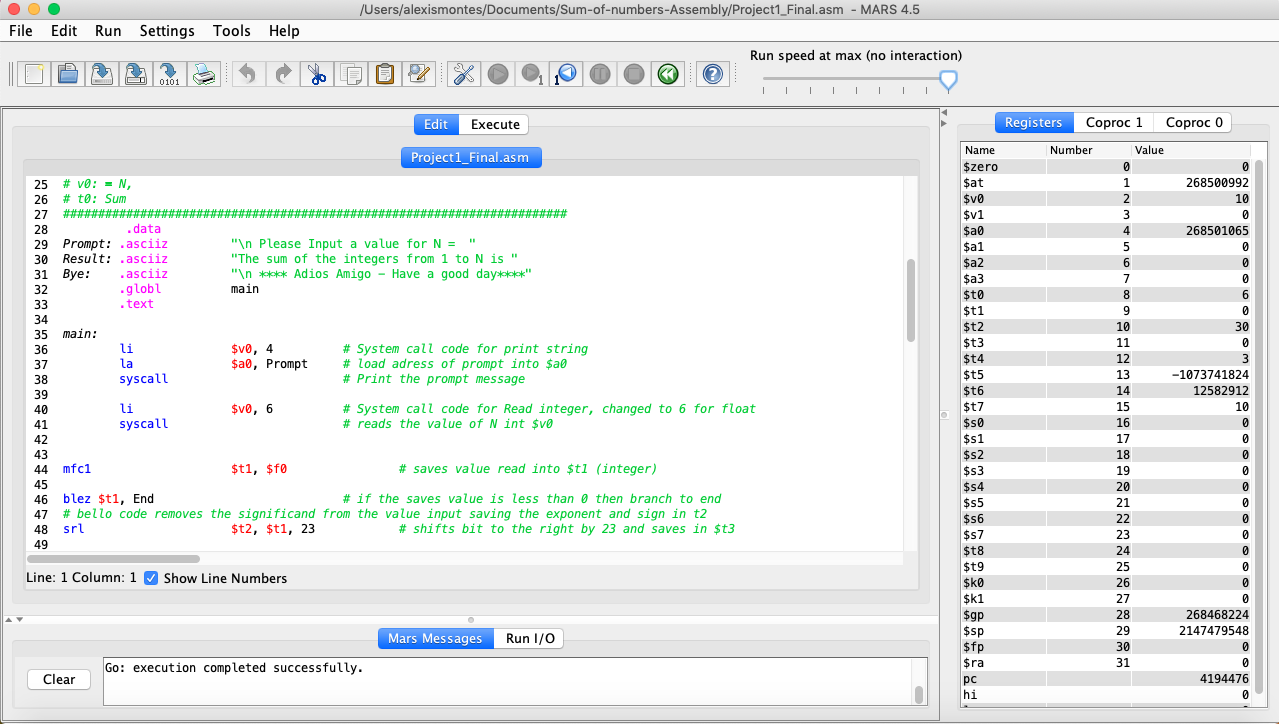 /Users/alexismontes/Documents/Sum-of-numbers-Assembly/Project1_Final.asm - MARS 4.5
File Edit Run Settings Tools Help
Run speed at max (no interaction)
Edit Execute
Project1_Final.asm
25 # v0: = N,
26 # t0: Sum
27 ########################################################################
28 .data
29 Prompt: .asciiz "\n Please Input a value for N =  "
30 Result: .asciiz "The sum of the integers from 1 to N is "
31 Bye: .asciiz "\n **** Adios Amigo - Have a good day****"
32 .globl main
33 .text
34
35 main:
36 li $v0, 4 # System call code for print string
37 la $a0, Prompt # load adress of prompt into $a0
38 syscall # Print the prompt message
39
40 li $v0, 6 # System call code for Read integer, changed to 6 for float
41 syscall # reads the value of N int $v0
42
43
44 mfc1 $t1, $f0 # saves value read into $t1 (integer)
45
46 blez $t1, End # if the saves value is less than 0 then branch to end
47 # bello code removes the significand from the value input saving the exponent and sign in t2
48 srl $t2, $t1, 23 # shifts bit to the right by 23 and saves in $t3
49
Line: 1 Column: 1 Show Line Numbers
Mars Messages Run I/O
Clear
Go: execution completed successfully.
Registers Coproc 1 Coproc 0
Name Number Value
$zero 0 0
$at 1 268500992
$v0 2 10
$v1 3 0
$a0 4 268501065
$a1 5 0
$a2 6 0
$a3 7 0
$t0 8 6
$t1 9 0
$t2 10 30
$t3 11 0
$t4 12 3
$t5 13 -1073741824
$t6 14 12582912
$t7 15 10
$s0 16 0
$s1 17 0
$s2 18 0
$s3 19 0
$s4 20 0
$s5 21 0
$s6 22 0
$s7 23 0
$t8 24 0
$t9 25 0
$k0 26 0
$k1 27 0
$gp 28 268468224
$sp 29 2147479548
$fp 30 0
$ra 31 0
pc 4194476
hi 0